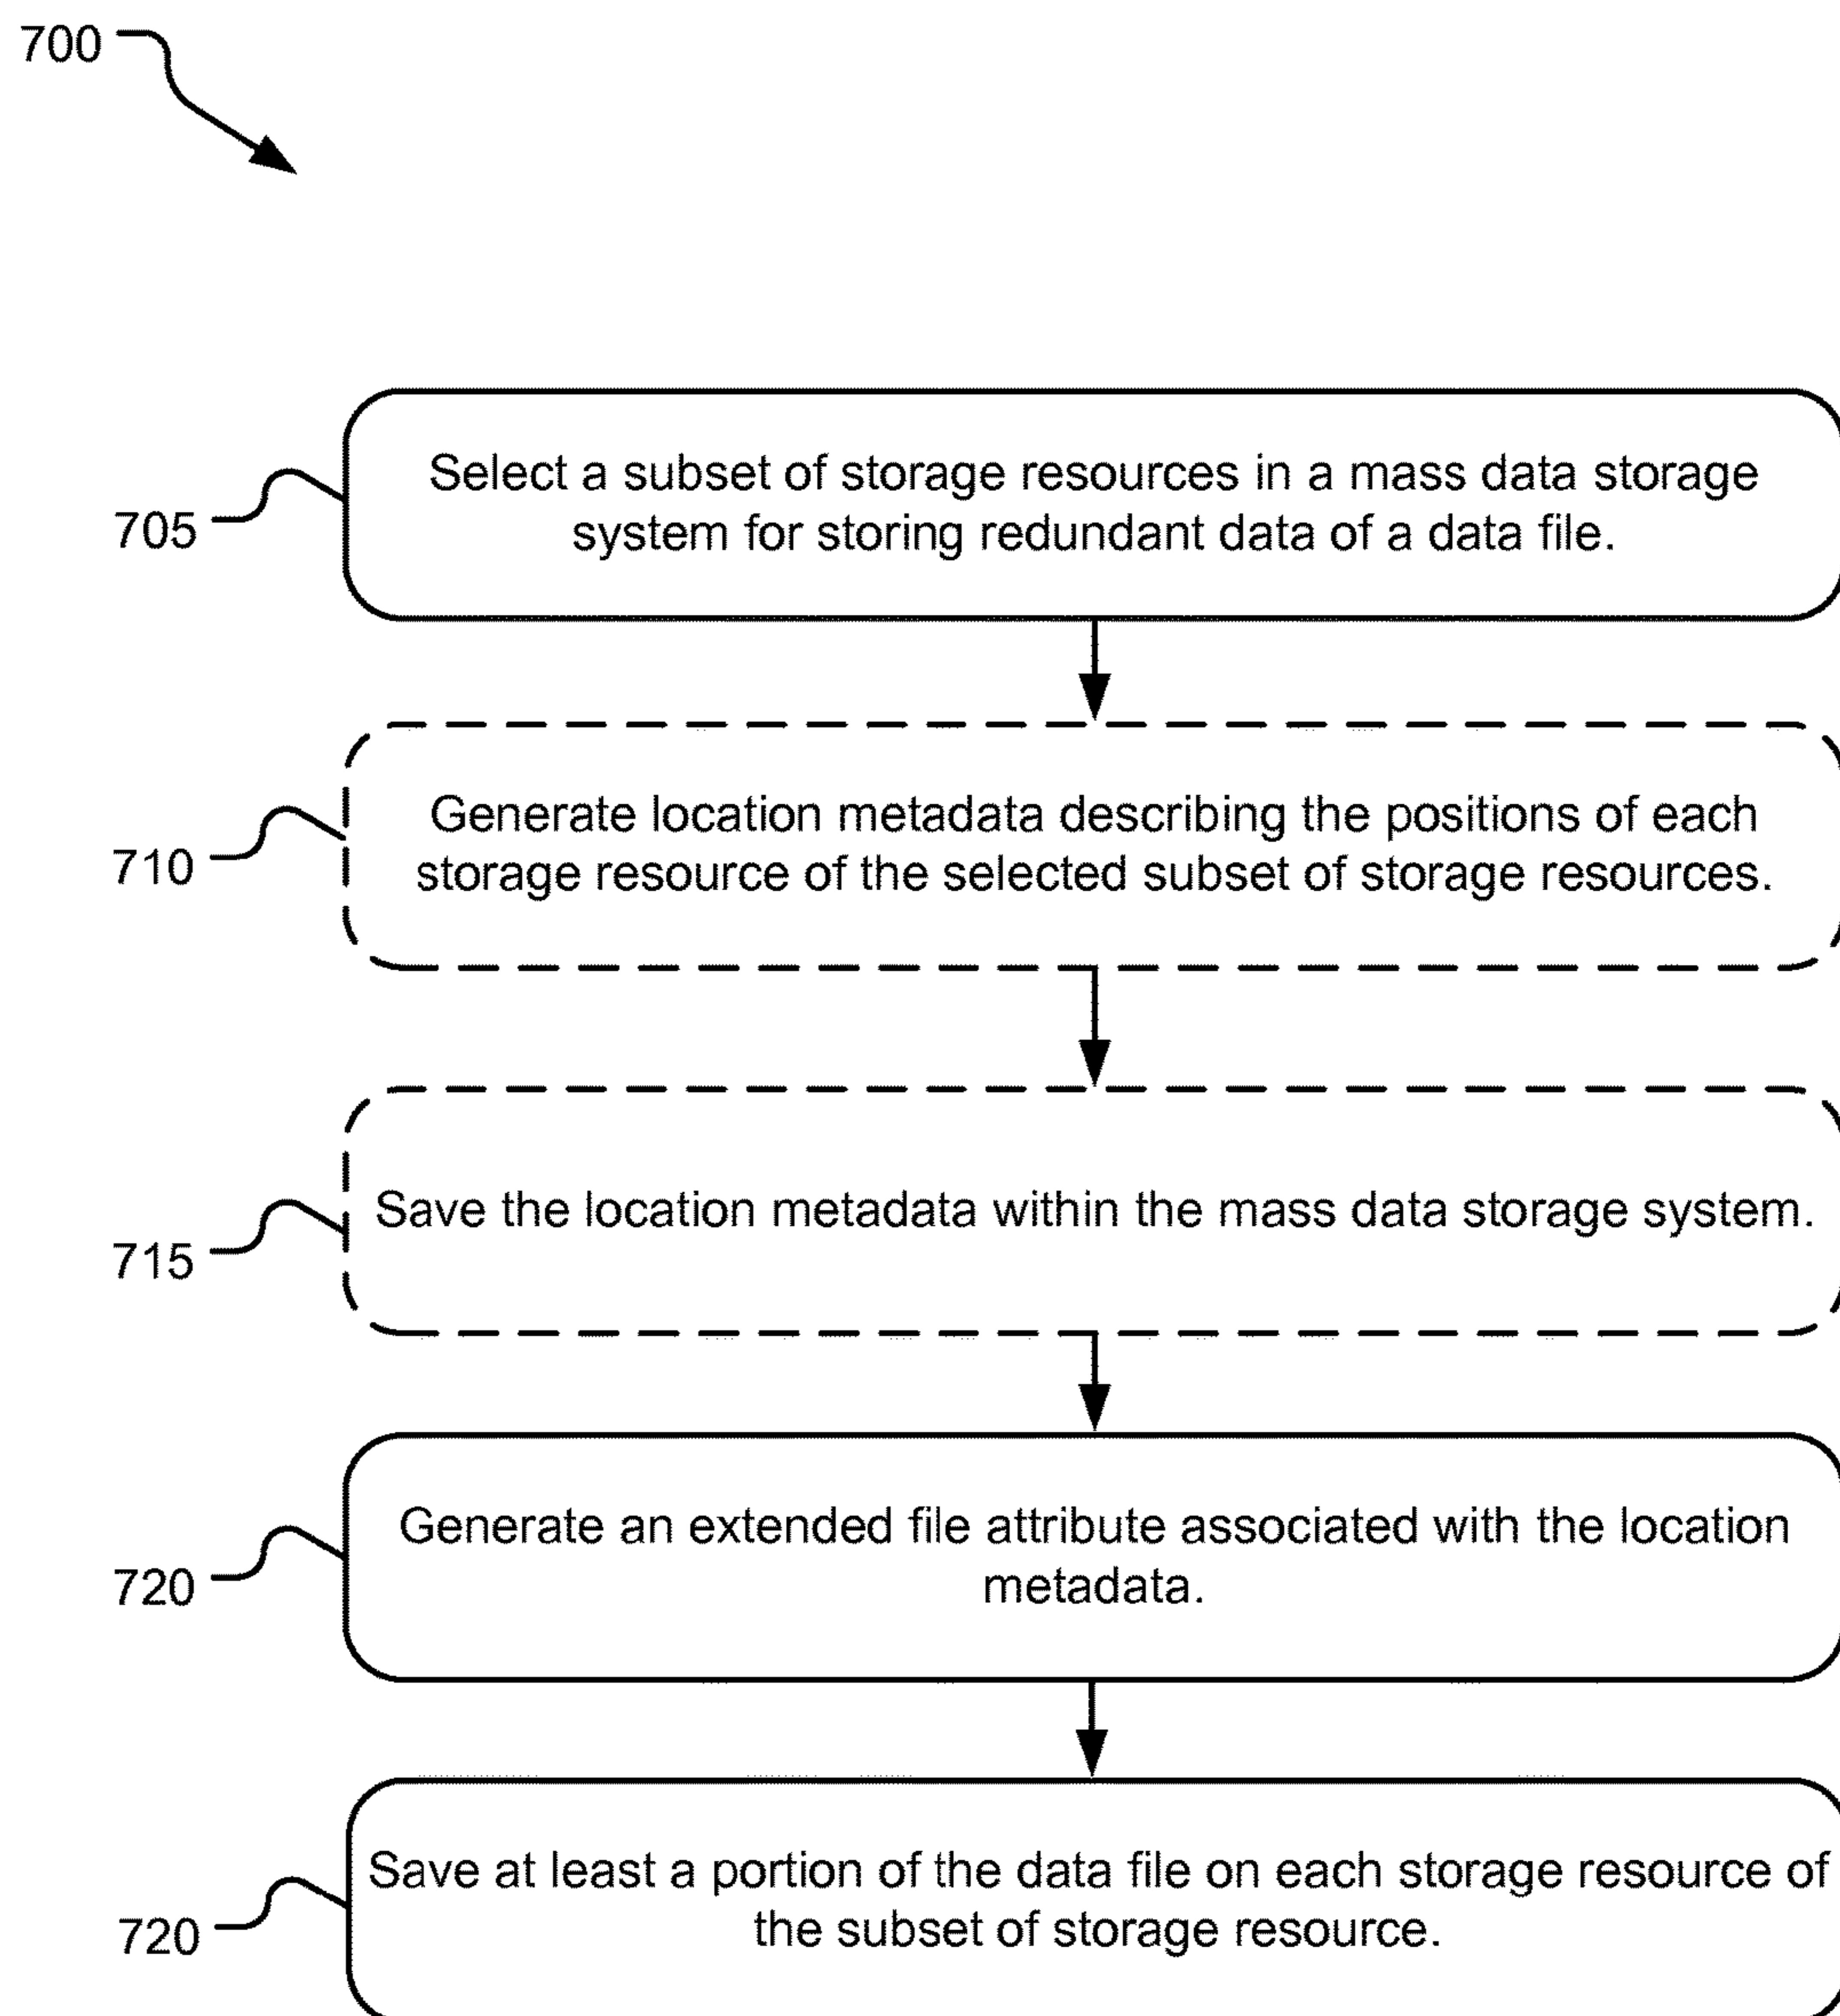 700
Select a subset of storage resources in a mass data storage
system for storing redundant data of a data file.
705
Generate location metadata describing the positions of each
storage resource of the selected subset of storage resources.
710
Save the location metadata within the mass data storage system.
715
Generate an extended file attribute associated with the location
metadata.
720
Save at least a portion of the data file on each storage resource of
the subset of storage resource.
720